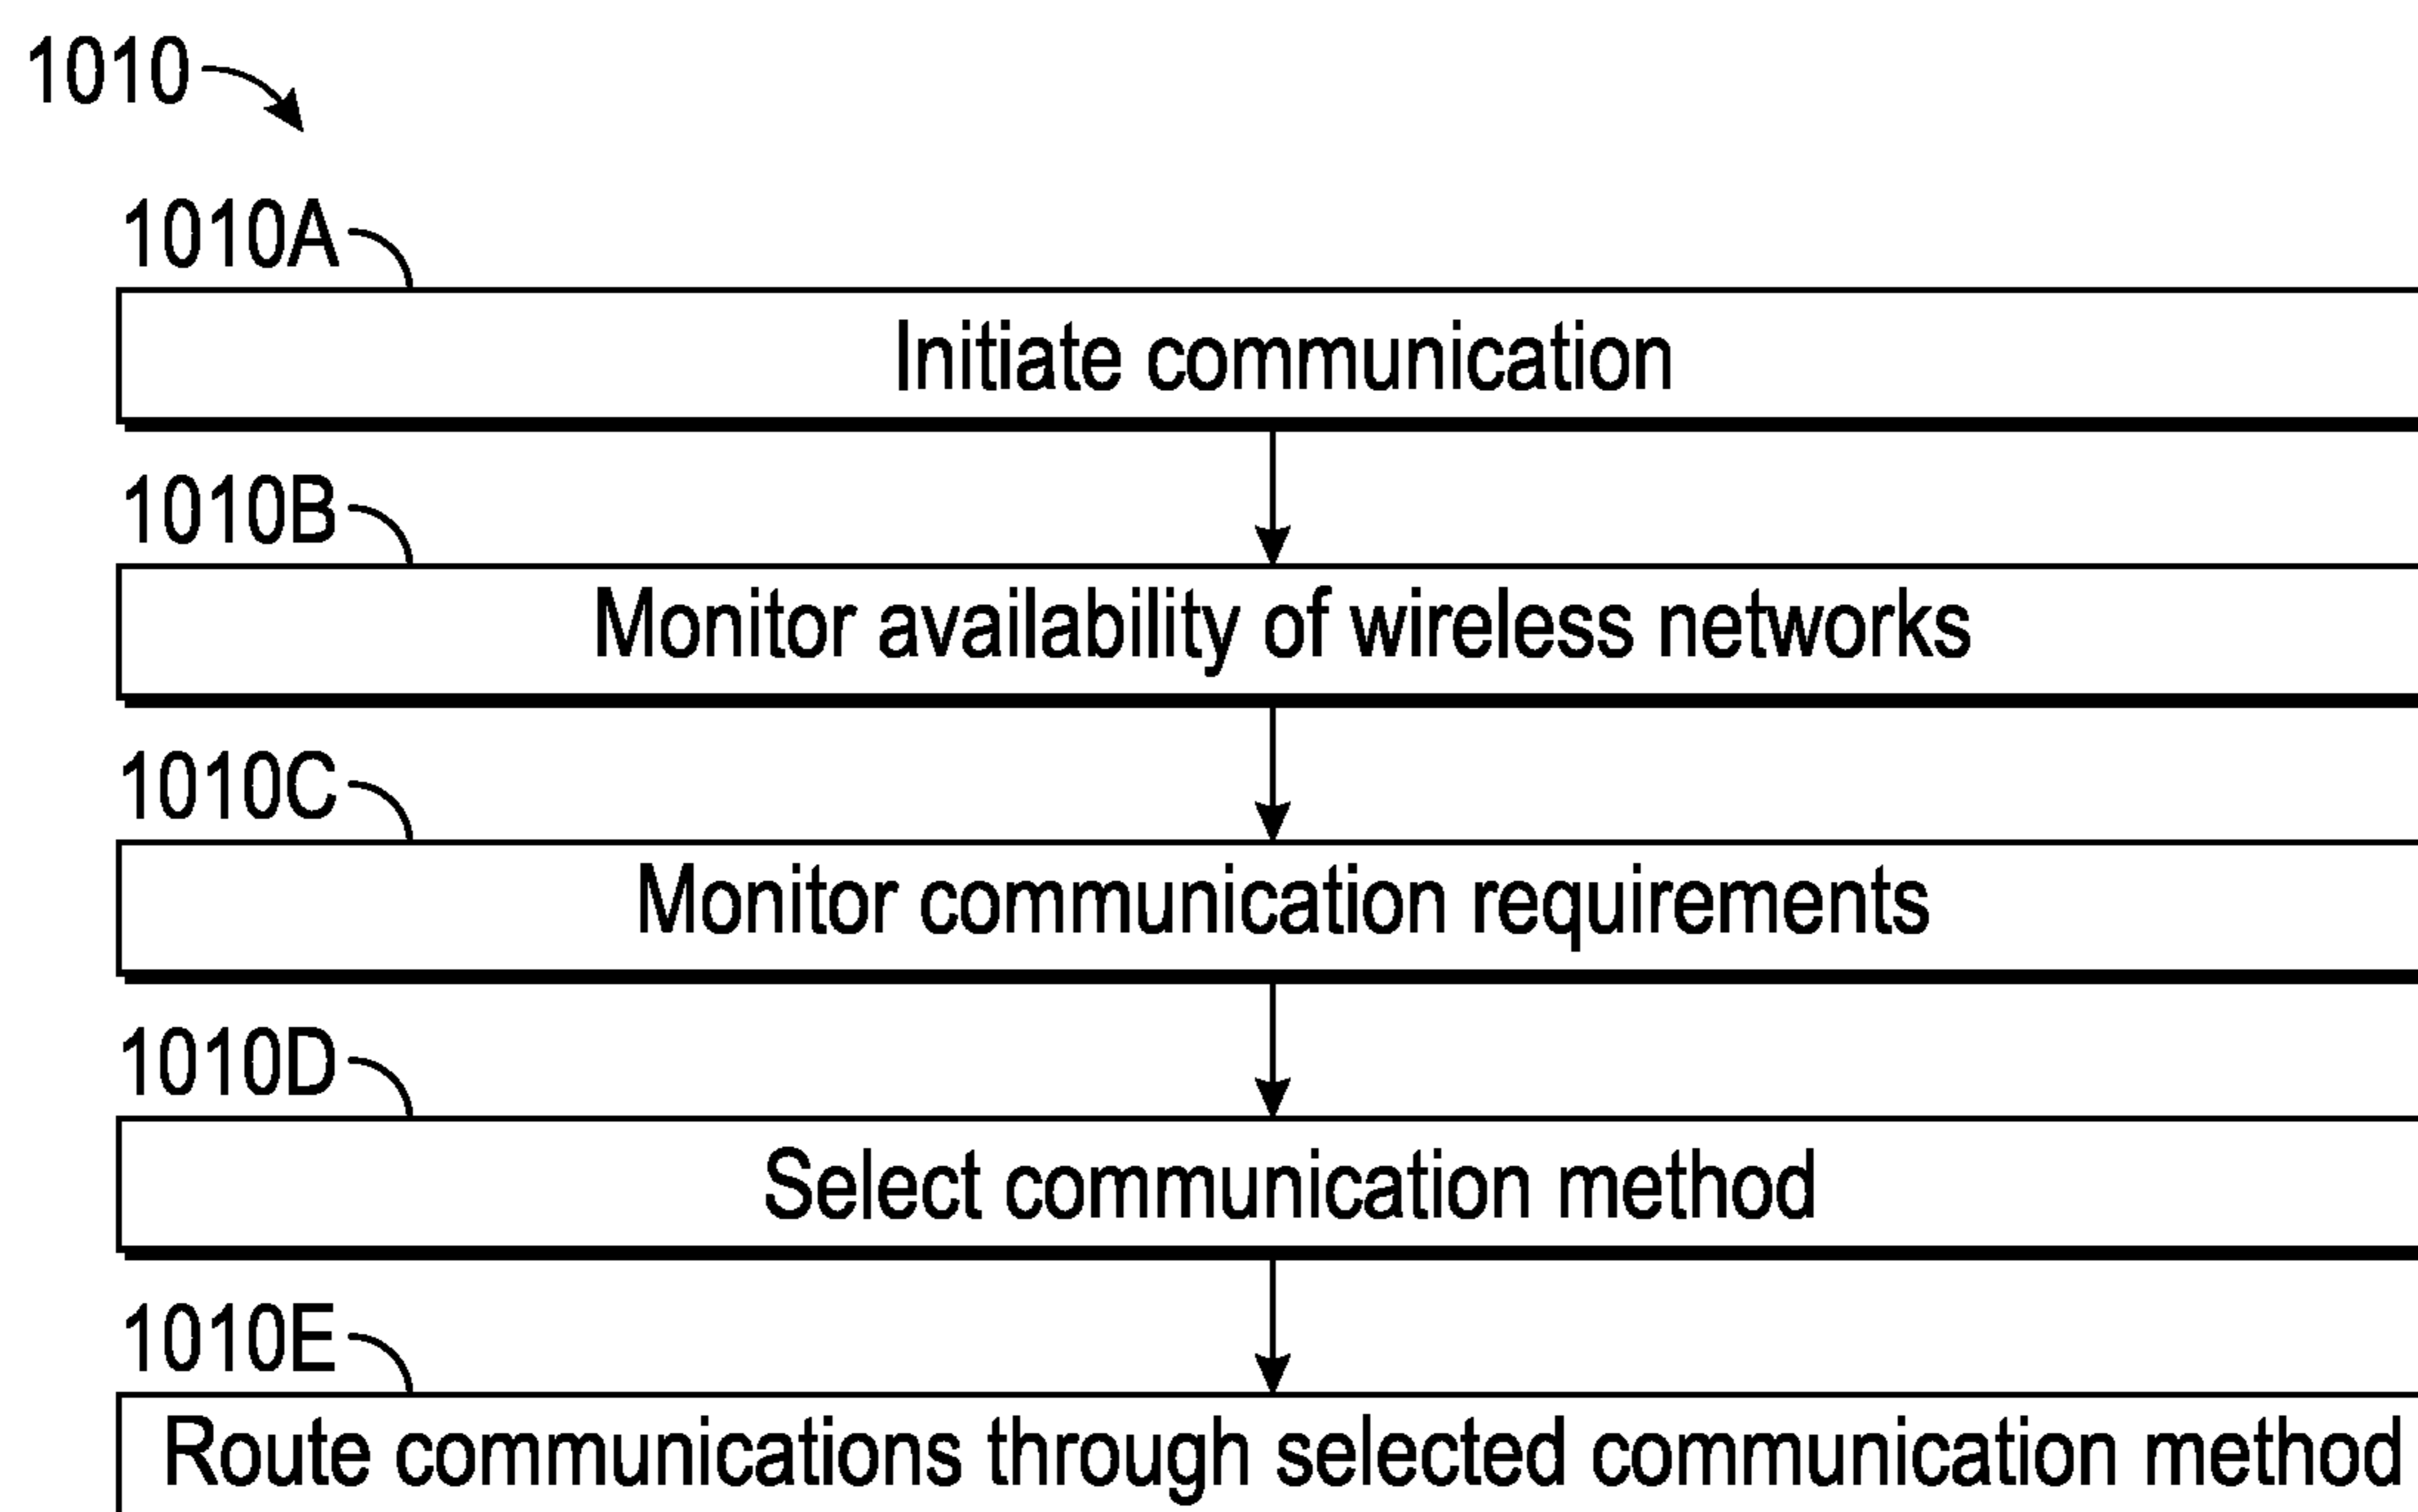 1010
1010A
Initiate communication
1010B
Monitor availability of wireless networks
1010C
Monitor communication requirements
1010D
Select communication method
1010E
Route communications through selected communication method